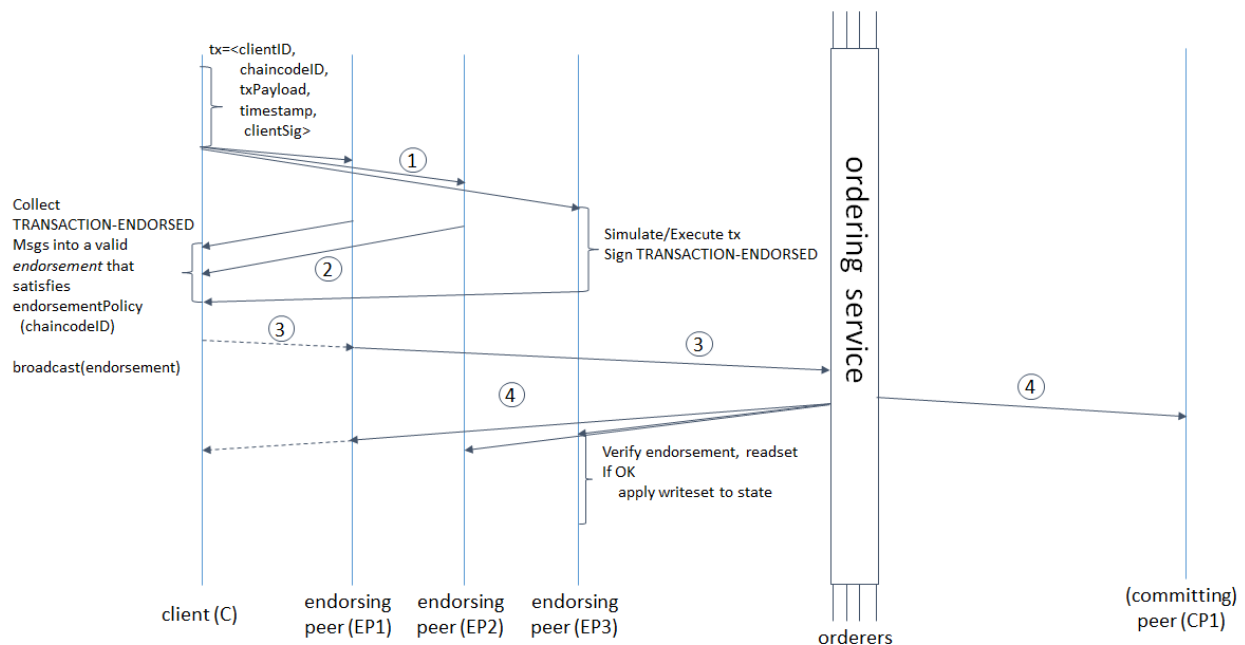 tx=<clientID,
chaincodeID,
txPayload,
timestamp,
clientSig>
1
Collect
TRANSACTION-ENDORSED
Msgs into a valid
endorsement that
satisfies
endorsementPolicy
(chaincodeID)
2
Simulate/Execute tx
Sign TRANSACTION-ENDORSED
ordering service
3
3
broadcast(endorsement)
4
4
Verify endorsement, readset
If OK
apply writeset to state
client (C)
endorsing
peer (EP1)
endorsing
peer (EP2)
endorsing
peer (EP3)
orderers
(committing)
peer (CP1)